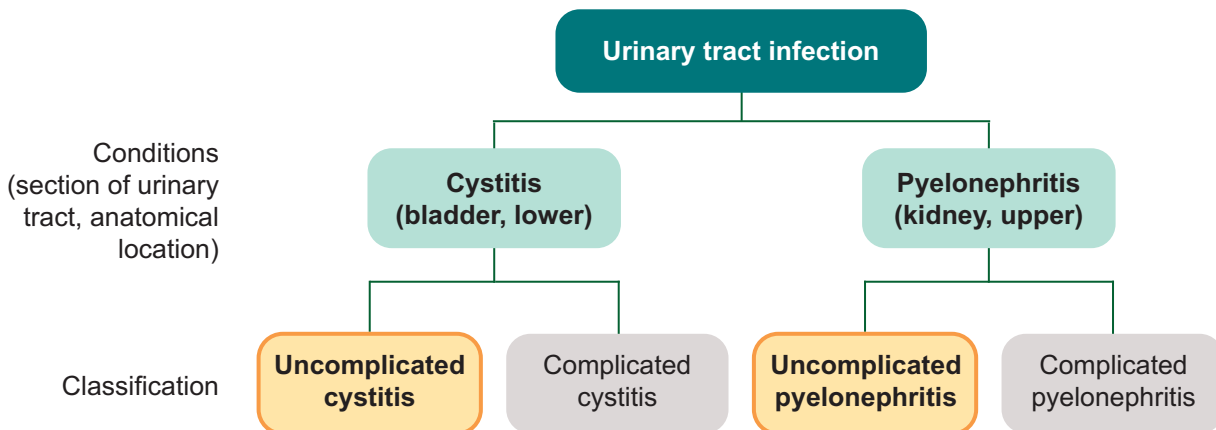 Urinary tract infection
Conditions
(section of urinary
tract, anatomical
location)
Cystitis
(bladder, lower)
Pyelonephritis
(kidney, upper)
Classification
Uncomplicated
cystitis
Complicated
cystitis
Uncomplicated
pyelonephritis
Complicated
pyelonephritis